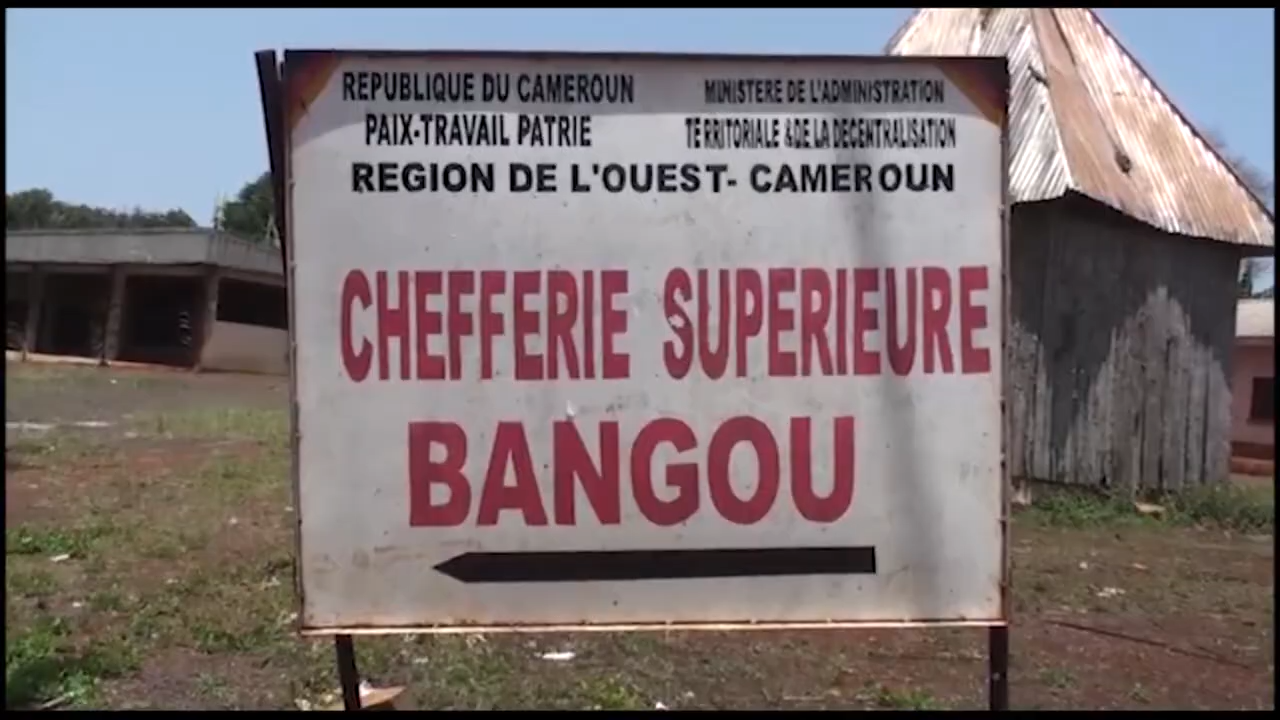 REPUBLIQUE DU CAMEROUN
PAIX-TRAVAIL PATRIE
MINISTERE DE L'ADMINISTRATION
TERRITORIALE &DE LA DECENTRALISATION
REGION DE L'OUEST- CAMEROUN
CHEFFERIE SUPERIEURE
BANGOU